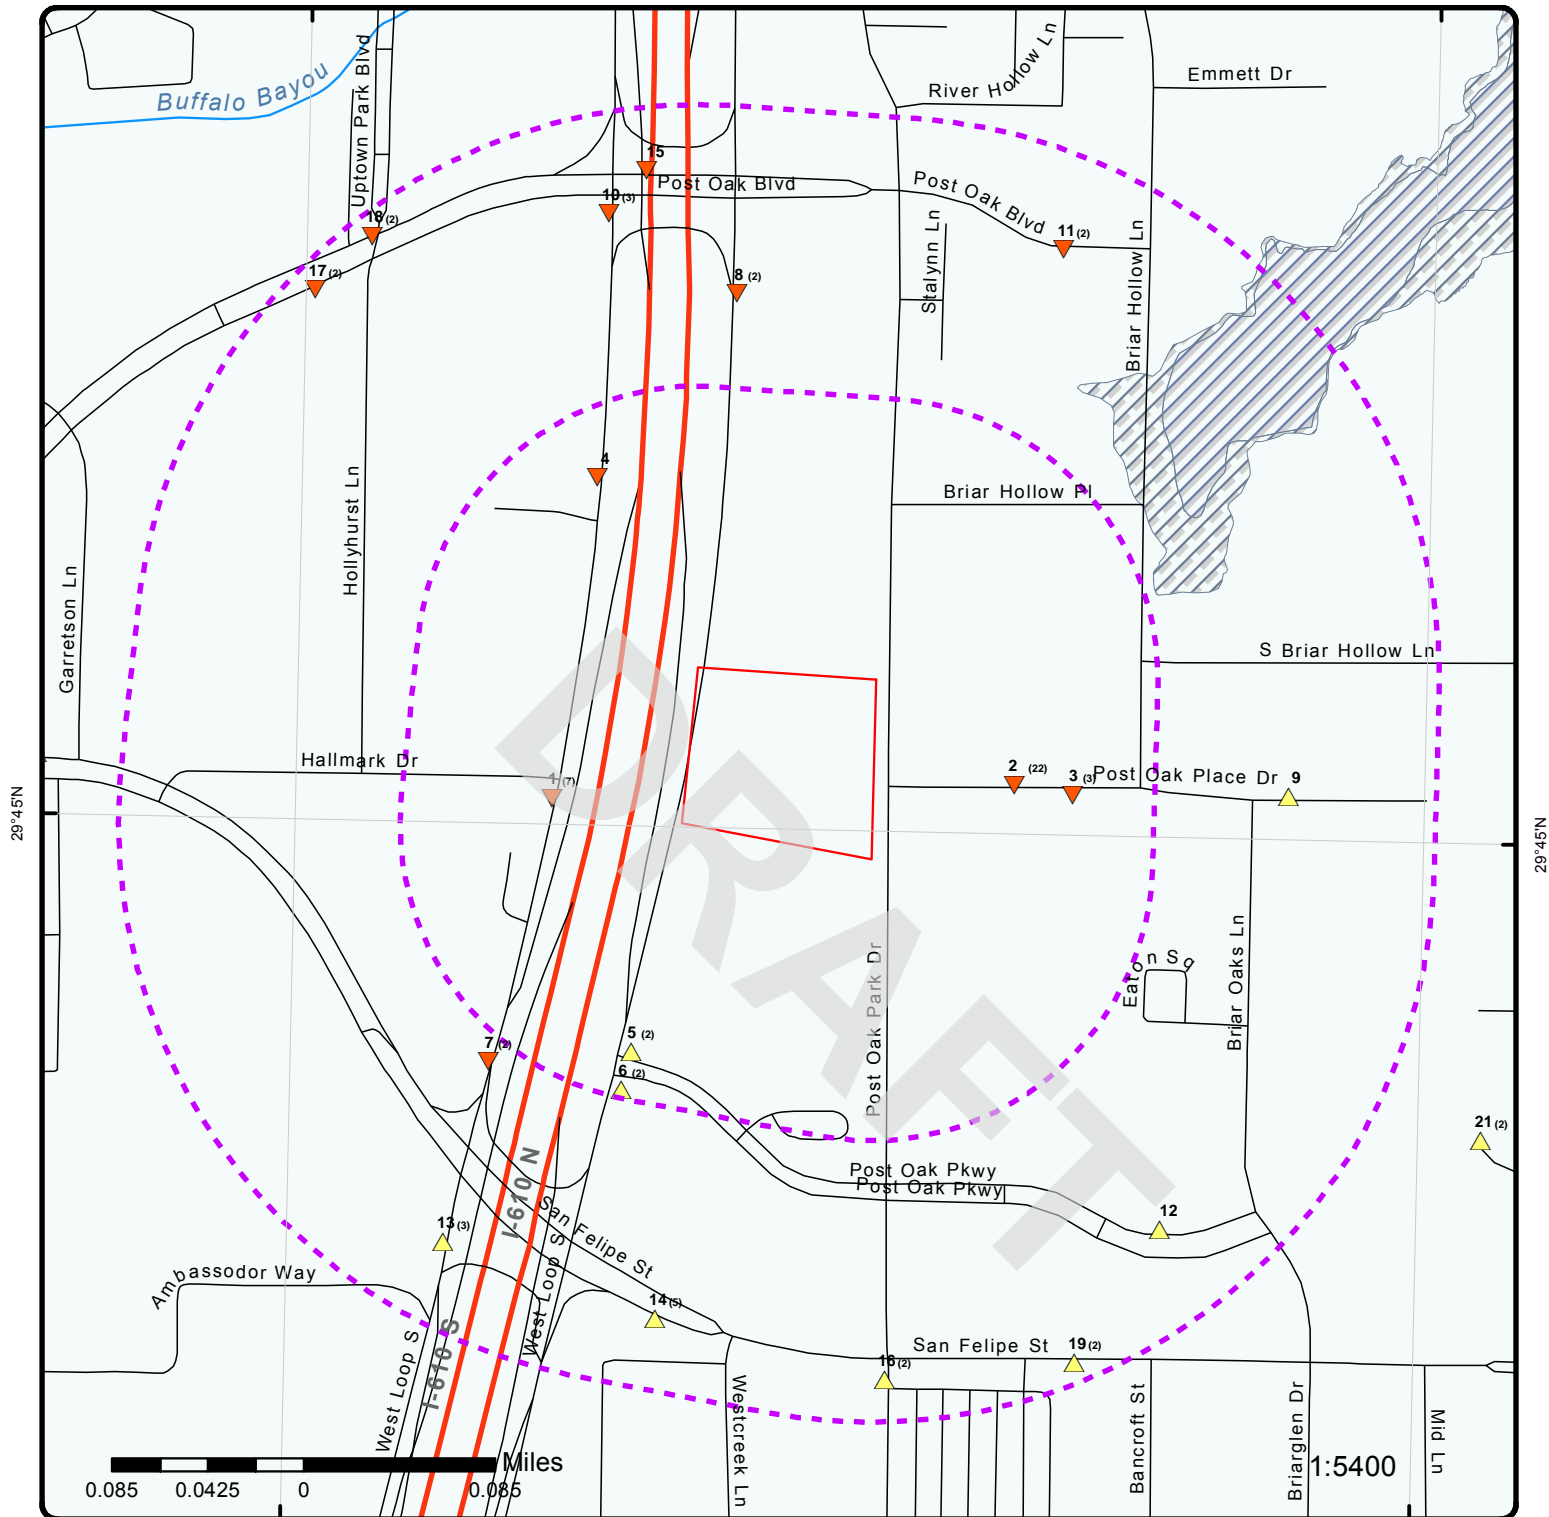 River Hollow Ln
Emmett Dr
Buffalo Bayou
Uptown Park Blvd
15
Post Oak Blvd
Post Oak Blvd
10 (3)
18 (2)
11 (2)
17 (2)
8 (2)
Stalynn Ln
Briar Hollow Ln
4
Briar Hollow Pl
Hollyhurst Ln
Garretson Ln
S Briar Hollow Ln
DRAFT
Hallmark Dr
1 (7)
2 (22)
3 (3)
Post Oak Place Dr
9
29°45'N
29°45'N
Post Oak Park Dr
Eaton Sq
Briar Oaks Ln
5 (2)
7 (2)
6 (2)
21 (2)
Post Oak Pkwy
Post Oak Pkwy
I-610 N
12
13 (3)
San Felipe St
West Loop S
Ambassodor Way
14 (5)
San Felipe St
19 (2)
16 (2)
West Loop S
I-610 S
Westcreek Ln
Bancroft St
Briarglen Dr
Mid Ln
Miles
0.085
0.0425
0
0.085
1:5400